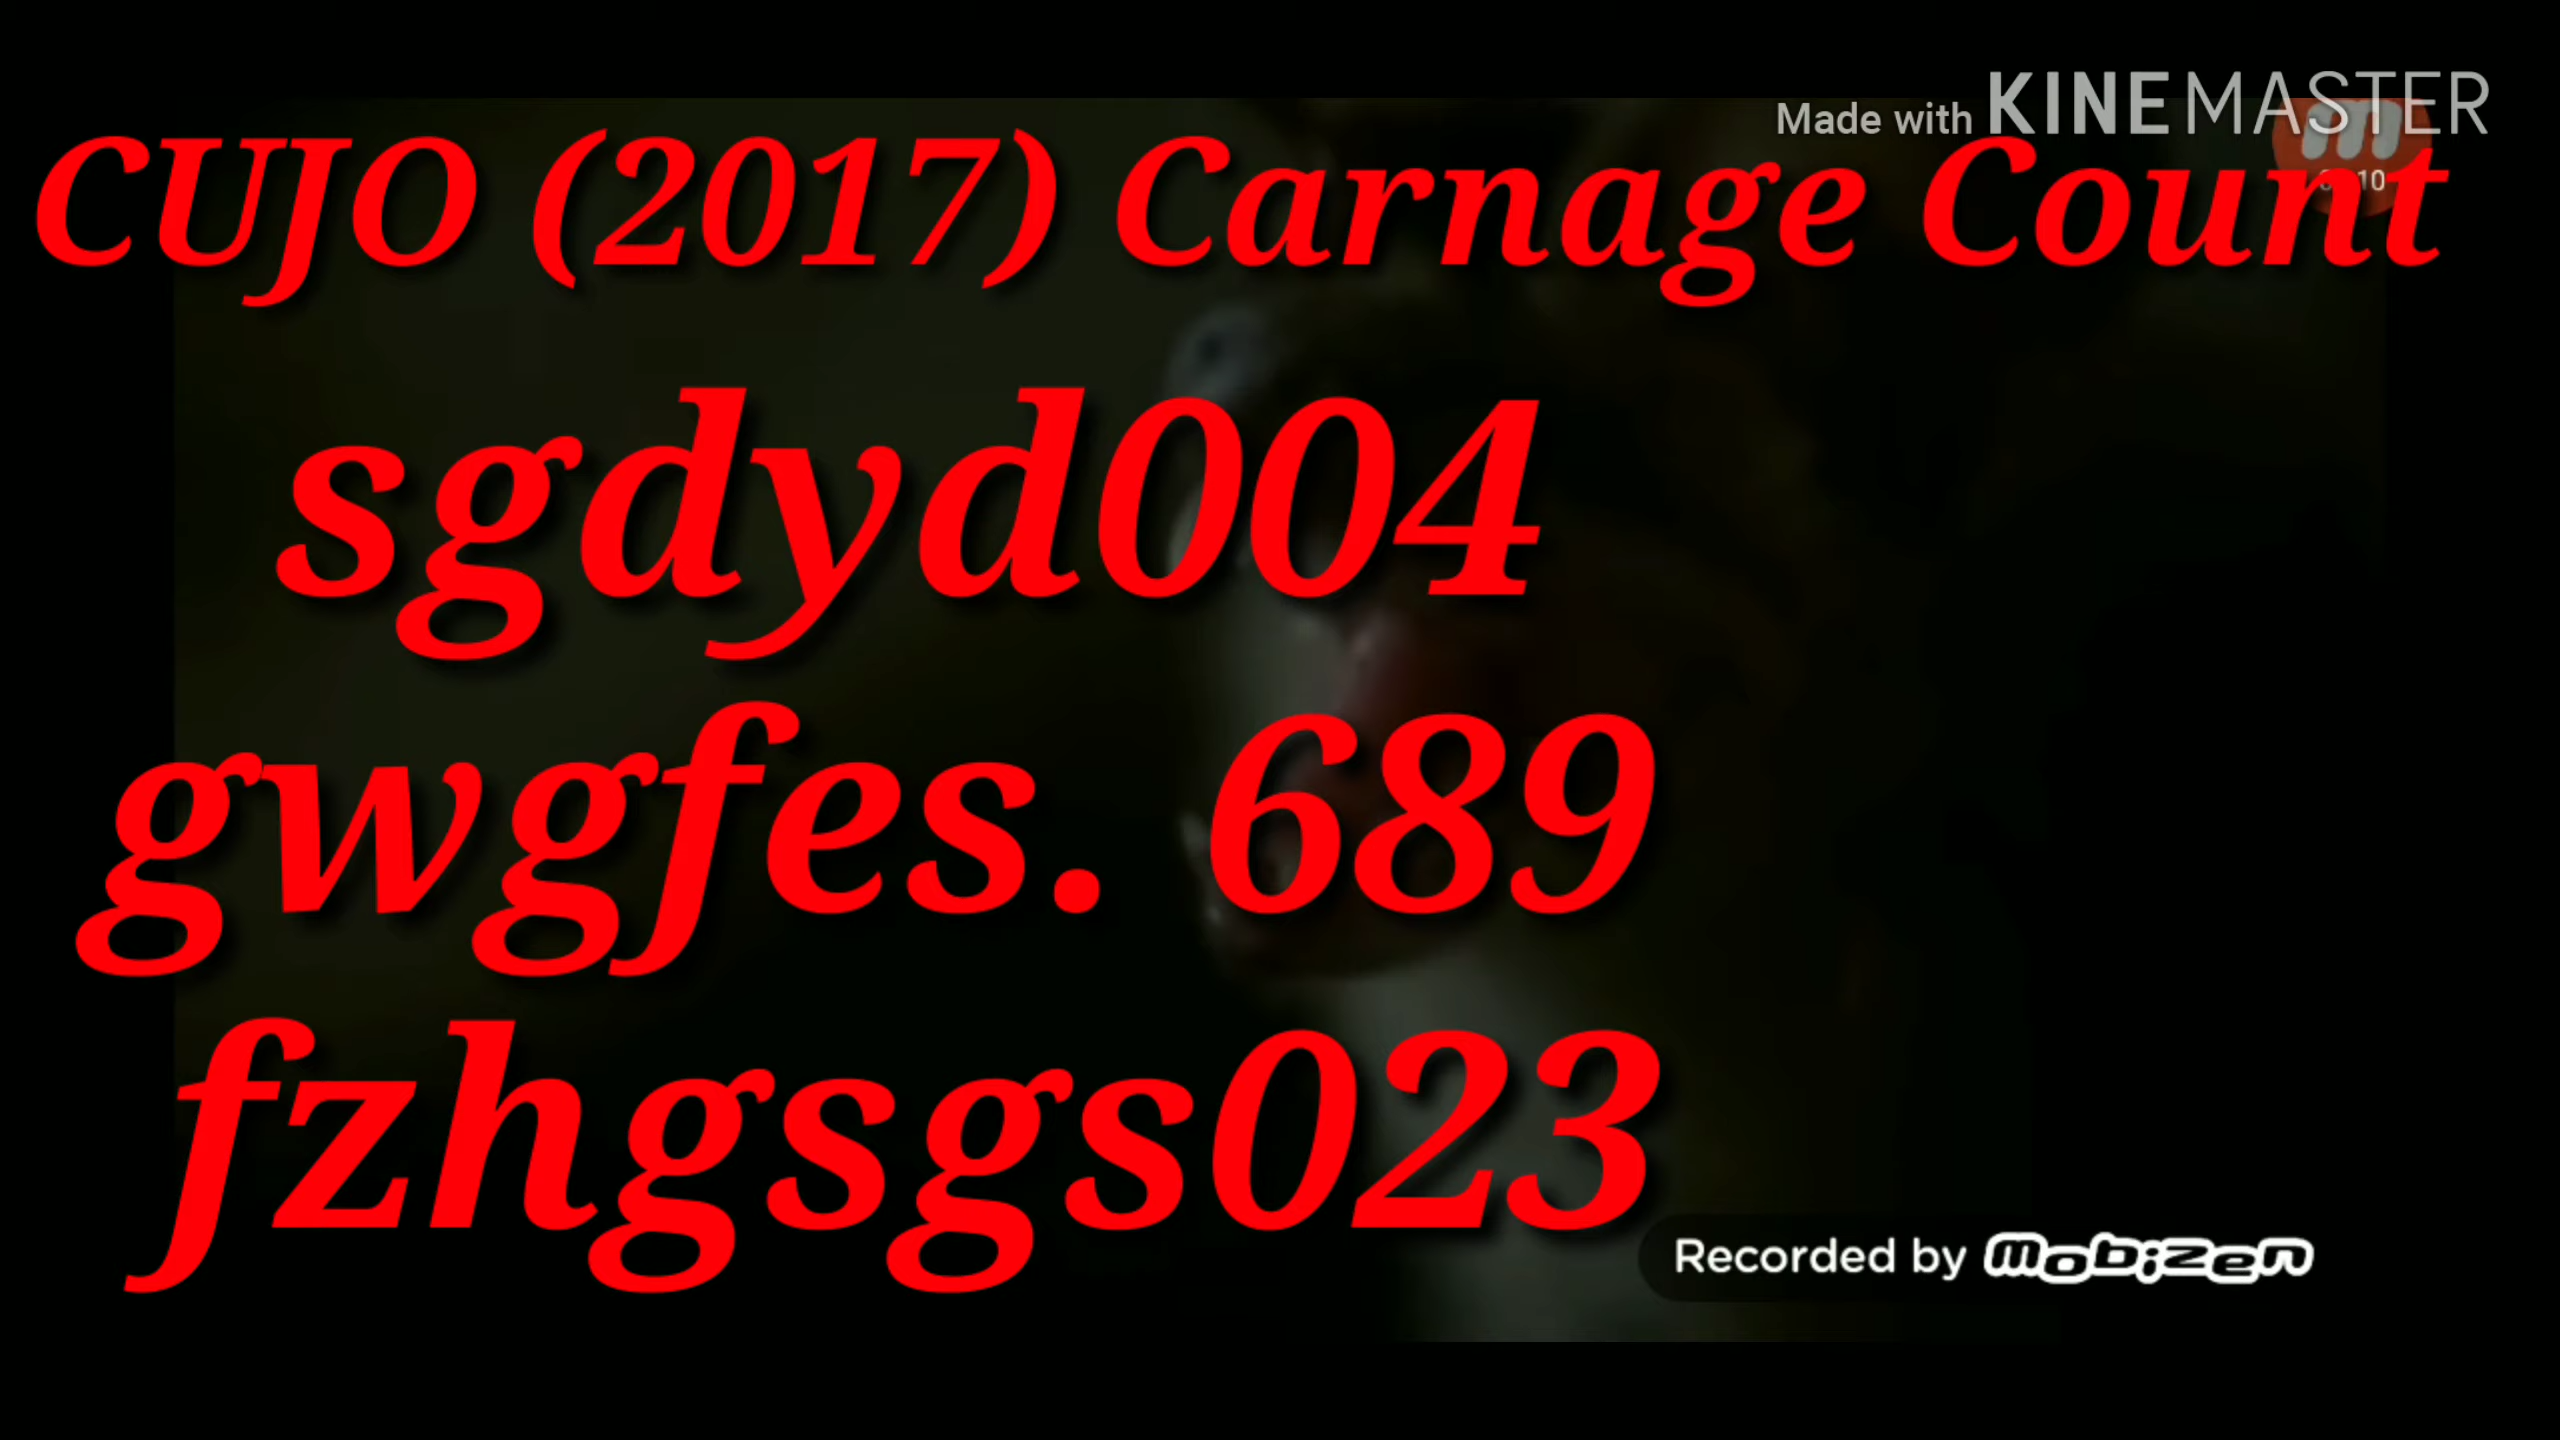 Made with KINEMASTER
CUJO (2017) Carnage Count
sgdyd004
gwgfes. 689
fzhgsgs023
Recorded by mobizen